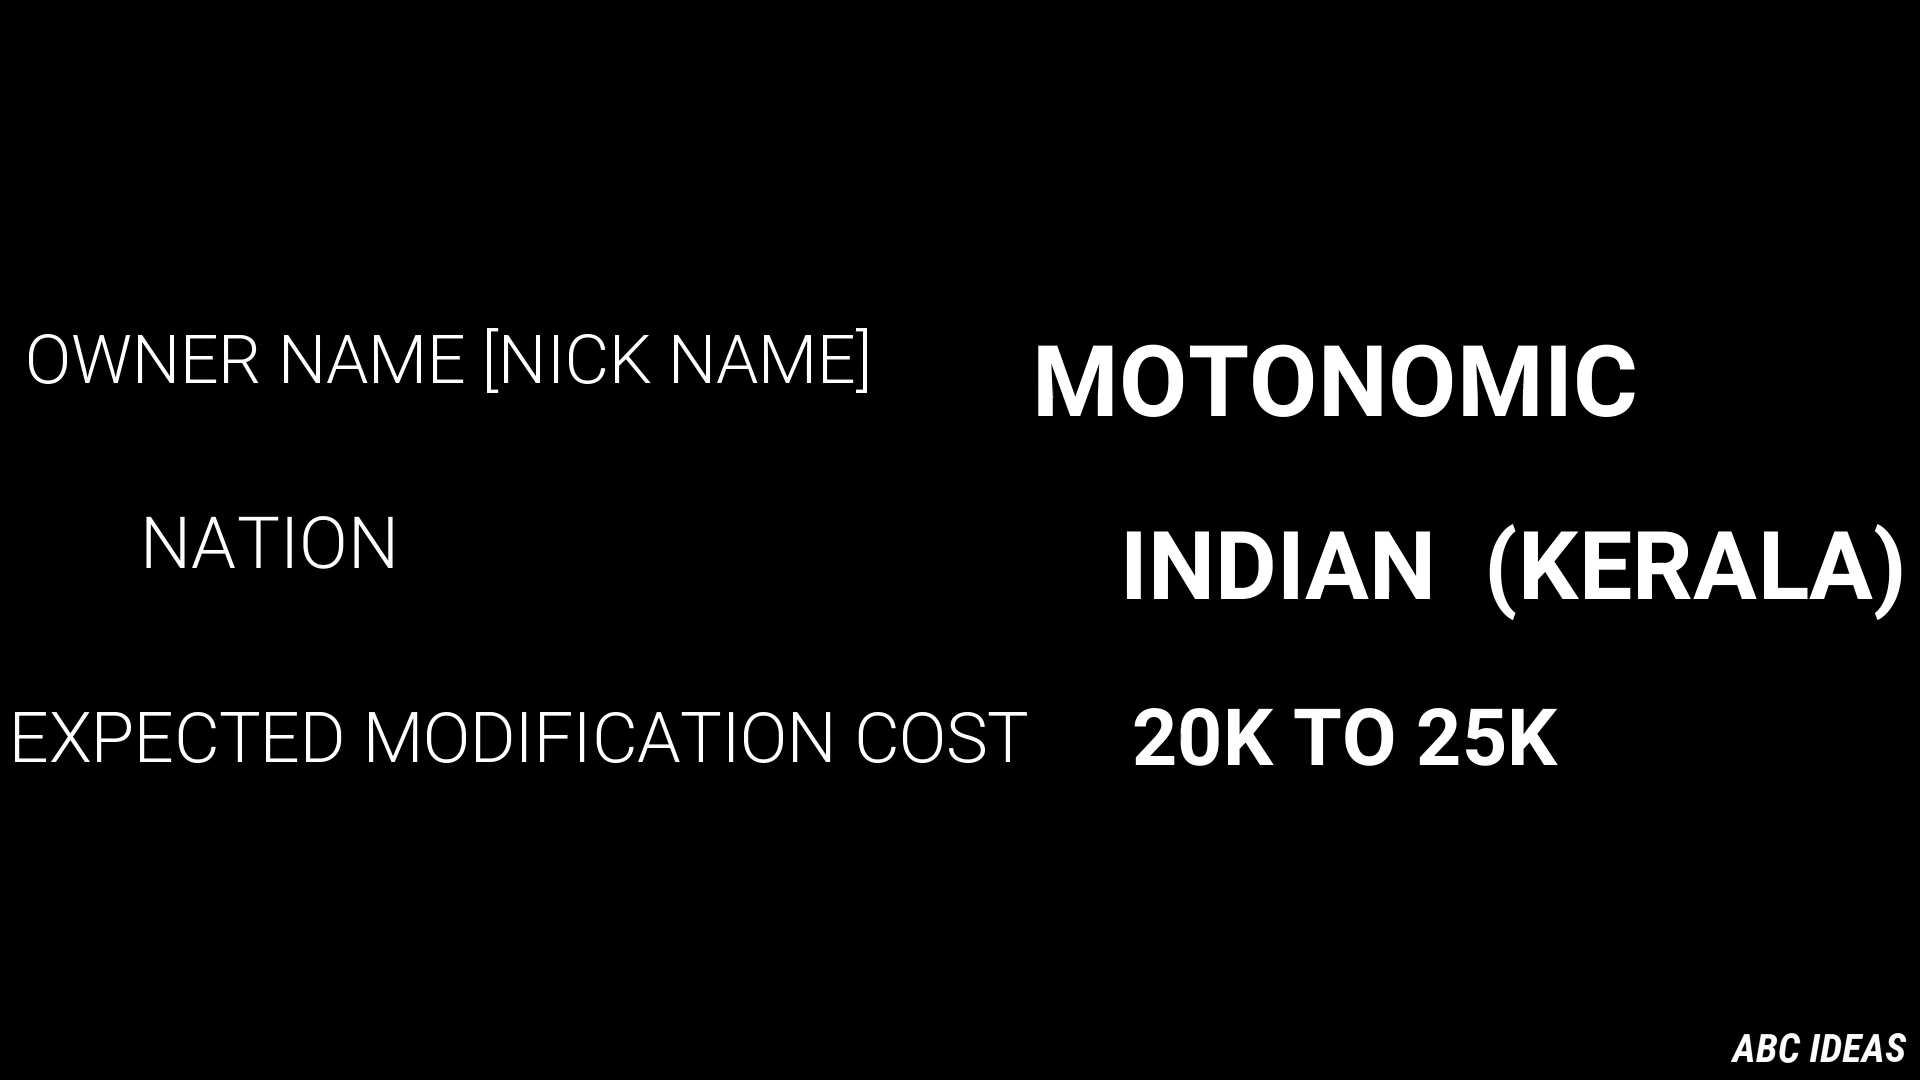 OWNER NAME [NICK NAME] MOTONOMIC
NATION INDIAN (KERALA)
EXPECTED MODIFICATION COST 20K TO 25K
ABC IDEAS